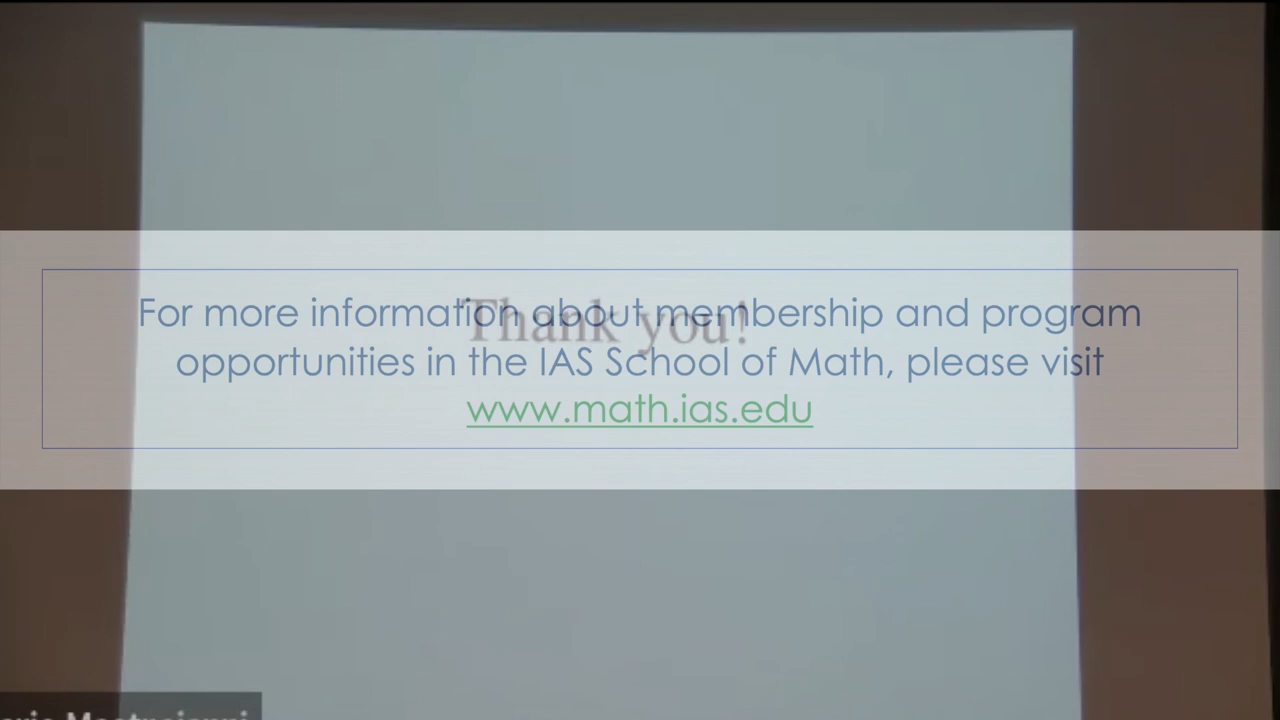 For more information about membership and program
Thank you!
opportunities in the IAS School of Math, please visit
www.math.ias.edu